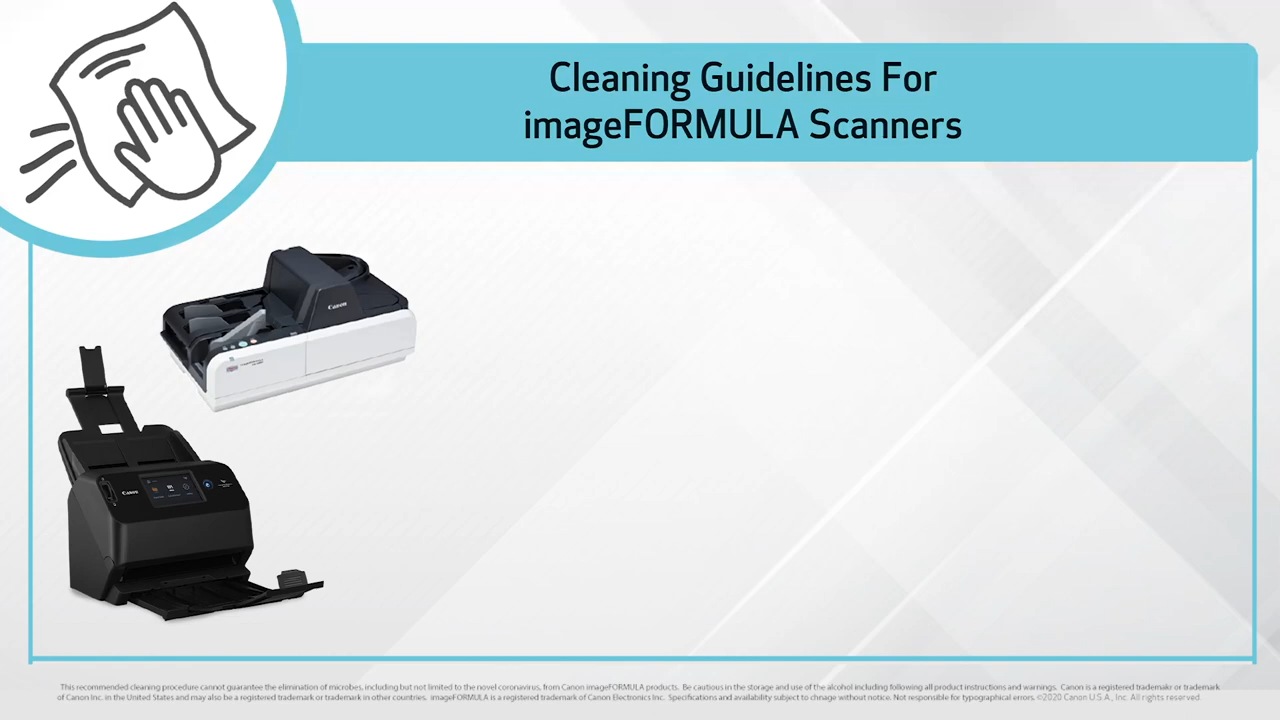 Cleaning Guidelines For
imageFORMULA Scanners
Canon
Canon
This recommended cleaning procedure cannot guarantee the elimination of microbes, including but not limited to the novel coronavirus, from Canon imageFORMULA products. Be cautious in the storage and use of the alcohol including following all product instructions and warnings. Canon is a registered trademakr or trademark
of Canon Inc. in the United States and may also be a registered trademark or trademark in other countries. imageFORMULA is a registered trademark of Canon Electronics Inc. Specifications and availability subject to chnage without notice. Not responsible for typographical errors. ©2020 Canon U.S.A., Inc. All rights reserved.